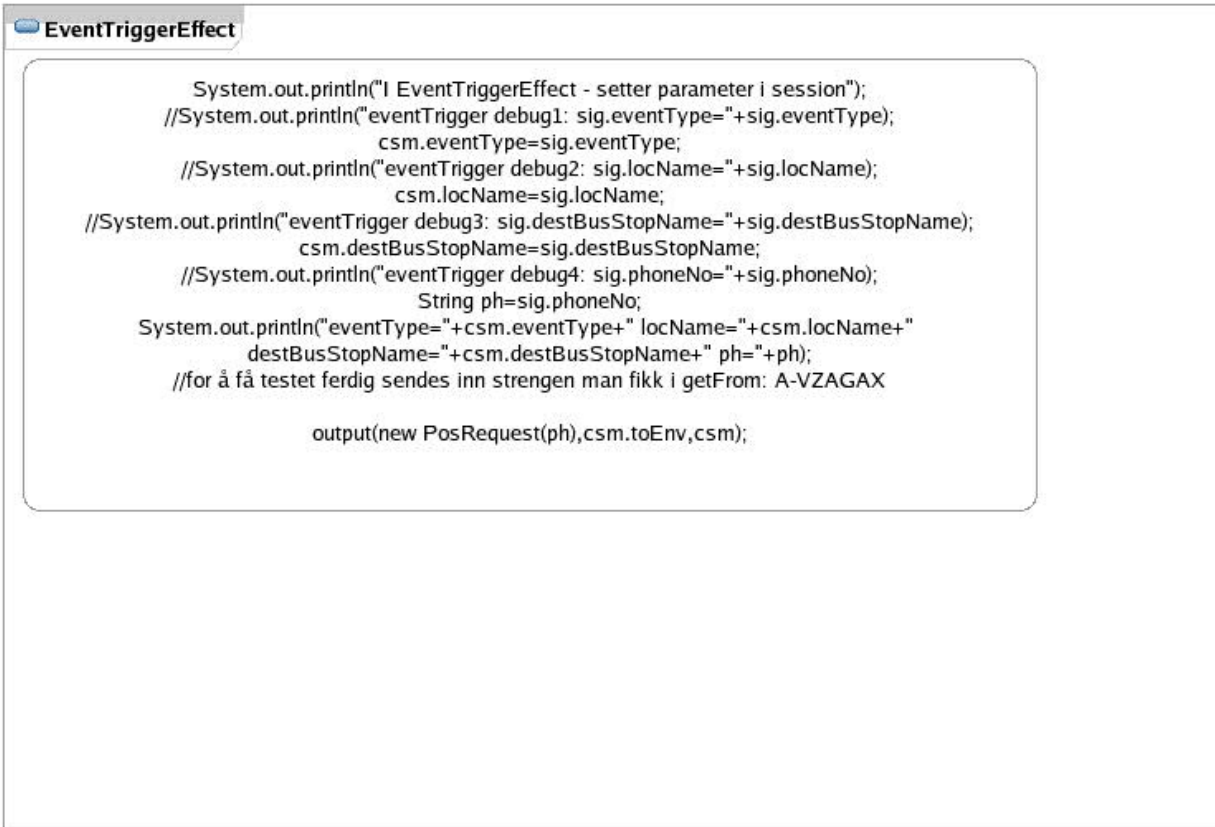 EventTriggerEffect
System.out.println("I EventTriggerEffect - setter parameter i session");
//System.out.println("eventTrigger debug1: sig.eventType="+sig.eventType);
csm.eventType=sig.eventType;
//System.out.println("eventTrigger debug2: sig.locName="+sig.locName);
csm.locName=sig.locName;
//System.out.println("eventTrigger debug3: sig.destBusStopName="+sig.destBusStopName);
csm.destBusStopName=sig.destBusStopName;
//System.out.println("eventTrigger debug4: sig.phoneNo="+sig.phoneNo);
String ph=sig.phoneNo;
System.out.println("eventType="+csm.eventType+" locName="+csm.locName+"
destBusStopName="+csm.destBusStopName+" ph="+ph);
//for å få testet ferdig sendes inn strengen man fikk i getFrom: A-VZAGAX
output(new PosRequest(ph),csm.toEnv,csm);